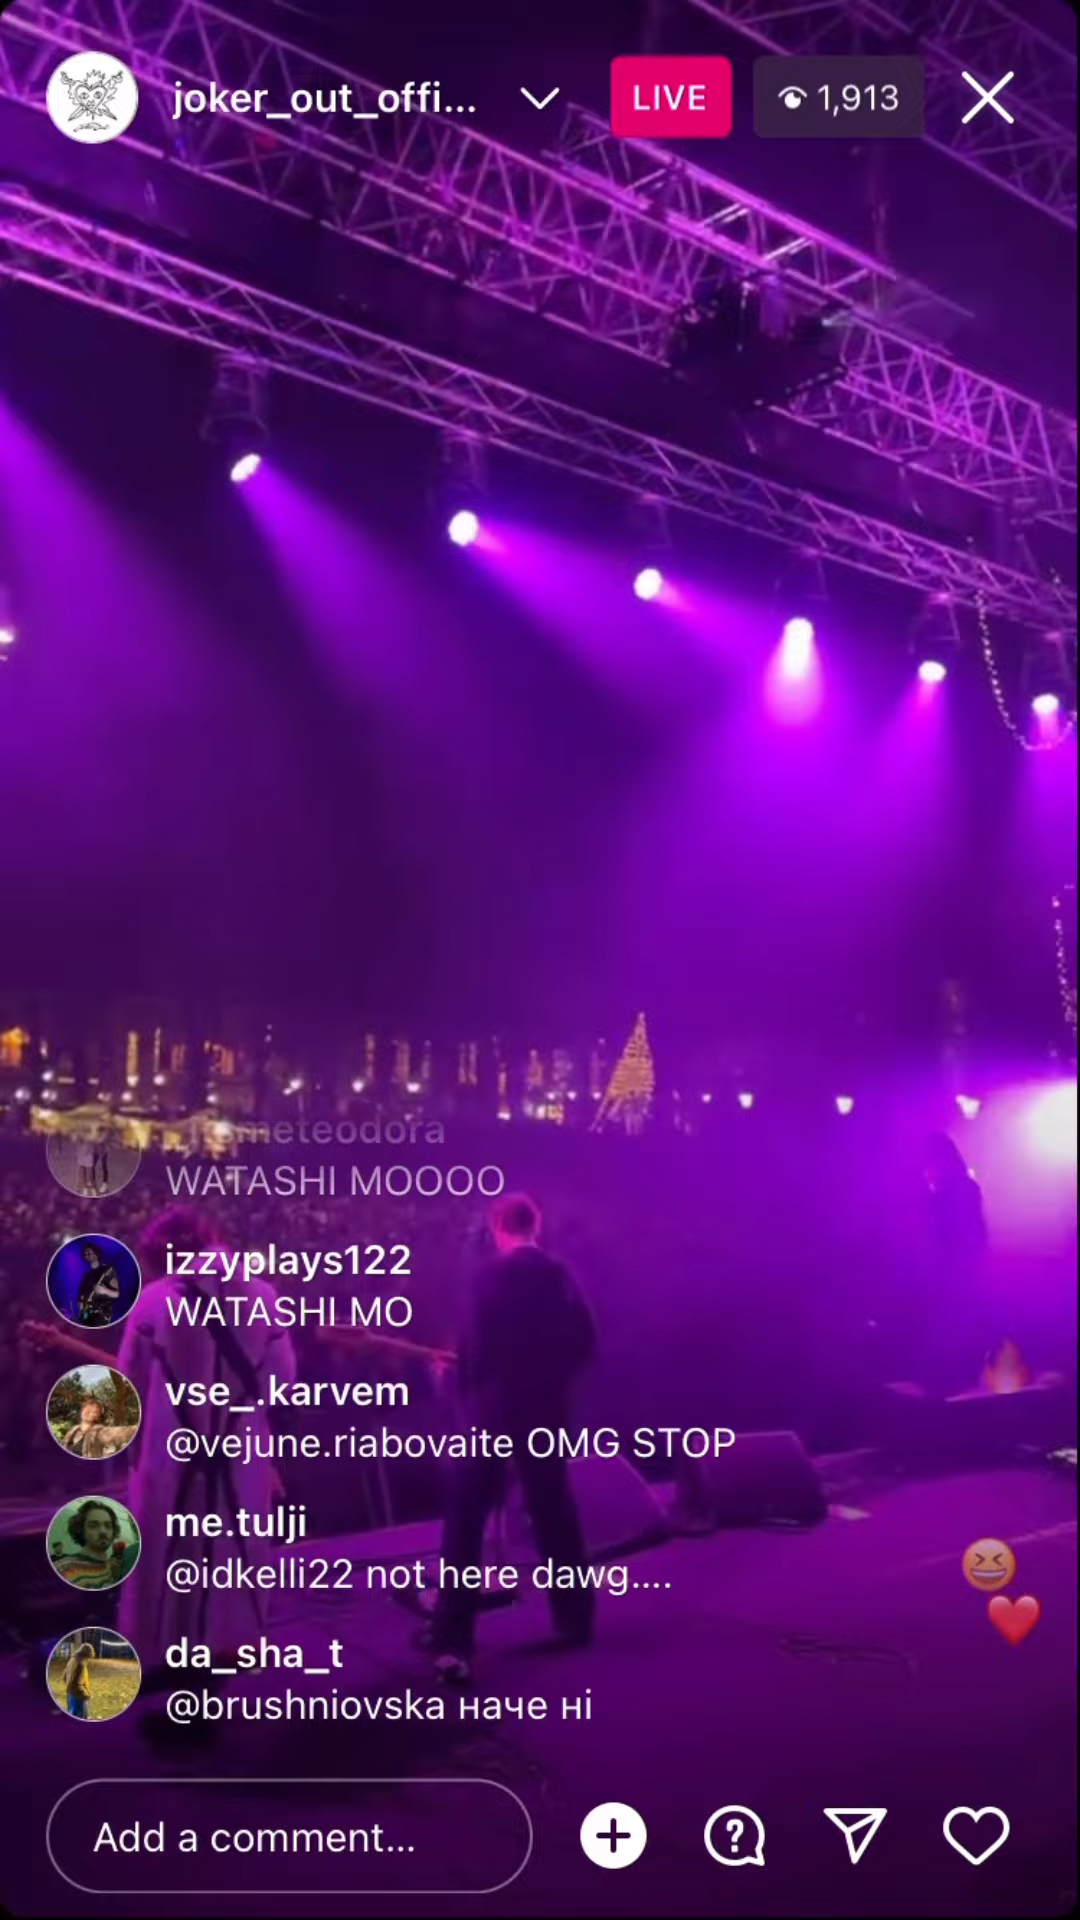 joker_out_offi...
LIVE
1,913
WATASHI MOOOO
izzyplays122
WATASHI MO
vse_.karvem
@vejune.riabovaite OMG STOP
me.tulji
@idkelli22 not here dawg....
da_sha_t
@brushniovska наче ні
Add a comment...